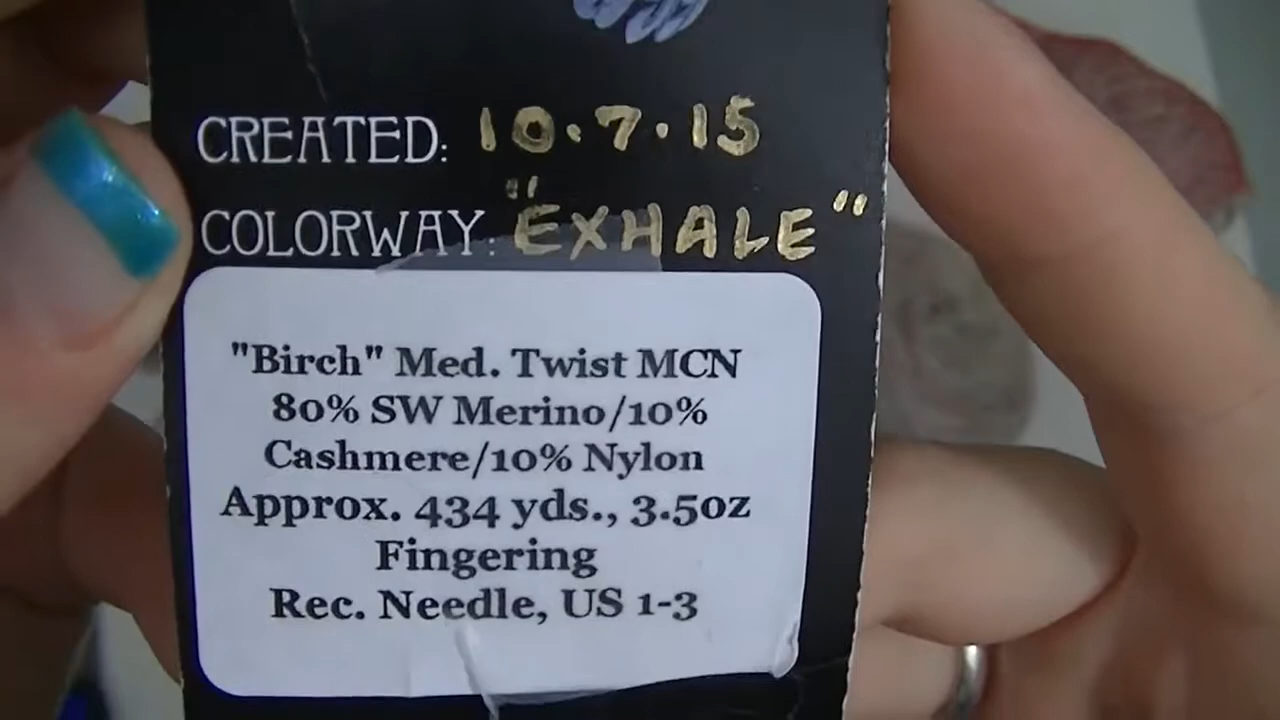 CREATED: 10.7.15
COLORWAY: "EXHALE"
"Birch" Med. Twist MCN
80% SW Merino/10%
Cashmere/10% Nylon
Approx. 434 yds., 3.5oz
Fingering
Rec. Needle, US 1-3